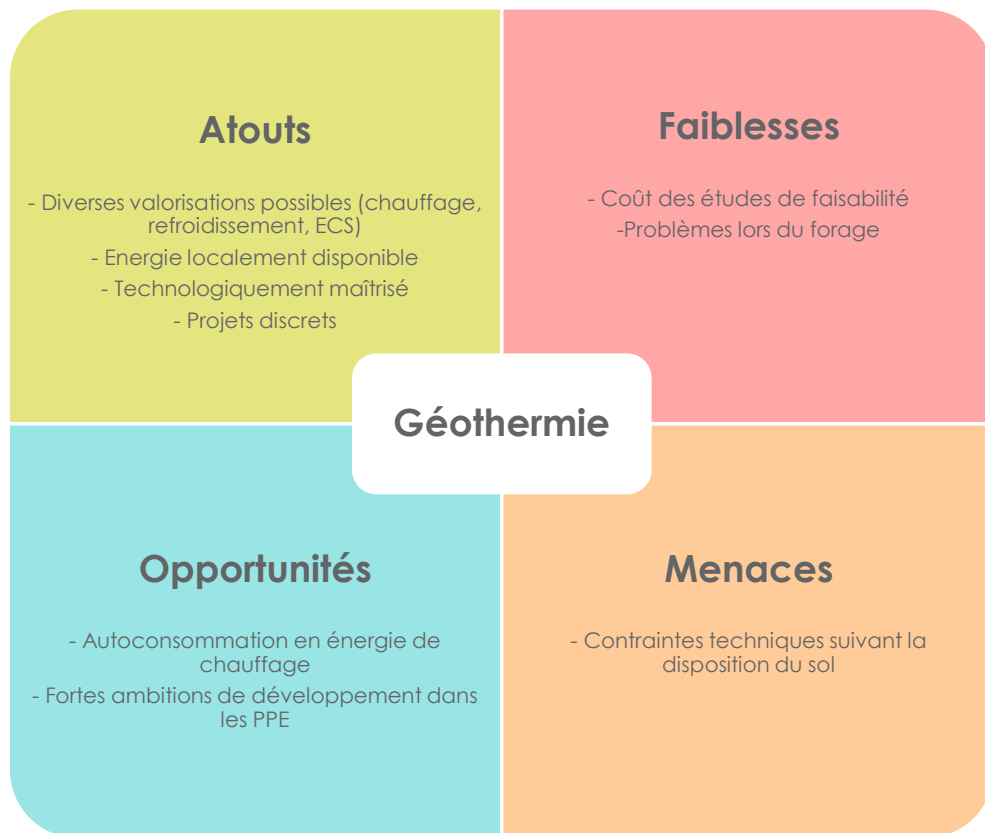 Atouts
- Diverses valorisations possibles (chauffage,
refroidissement, ECS)
- Energie localement disponible
- Technologiquement maîtrisé
- Projets discrets
Faiblesses
- Coût des études de faisabilité
-Problèmes lors du forage
Géothermie
Opportunités
- Autoconsommation en énergie de
chauffage
- Fortes ambitions de développement dans
les PPE
Menaces
- Contraintes techniques suivant la
disposition du sol